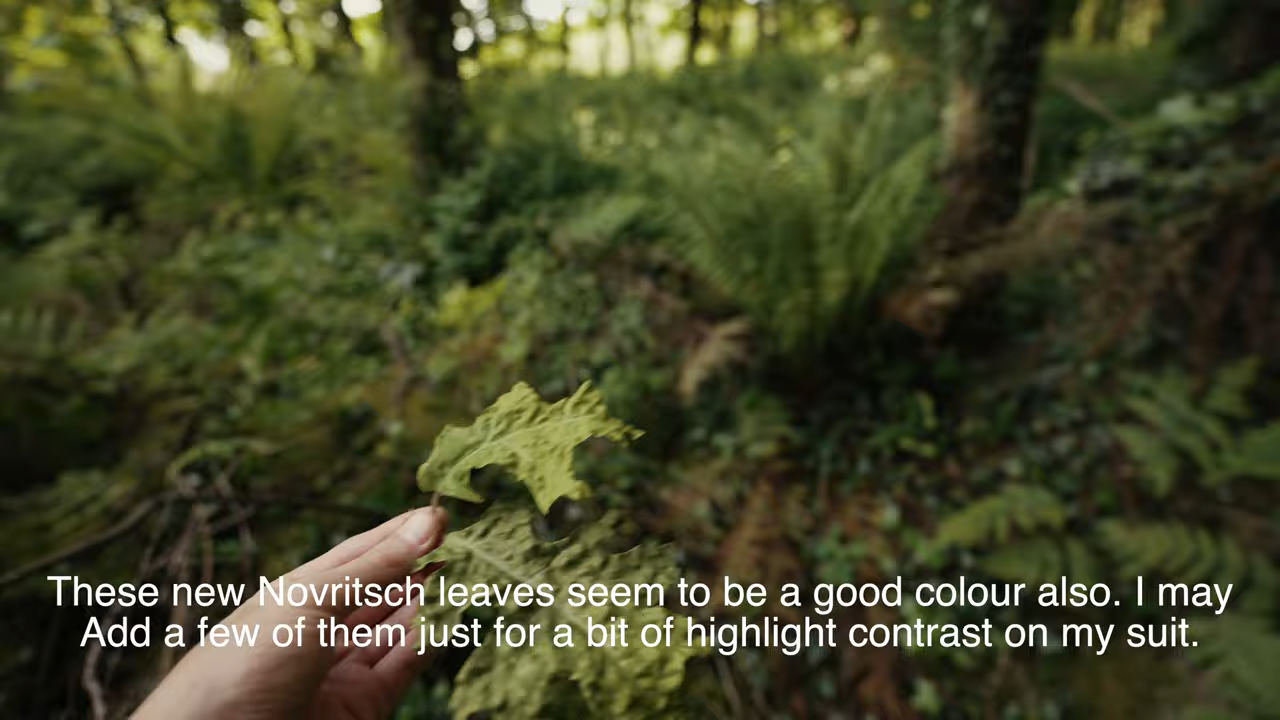 These new Novritsch leaves seem to be a good colour also. I may
Add a few of them just for a bit of highlight contrast on my suit.